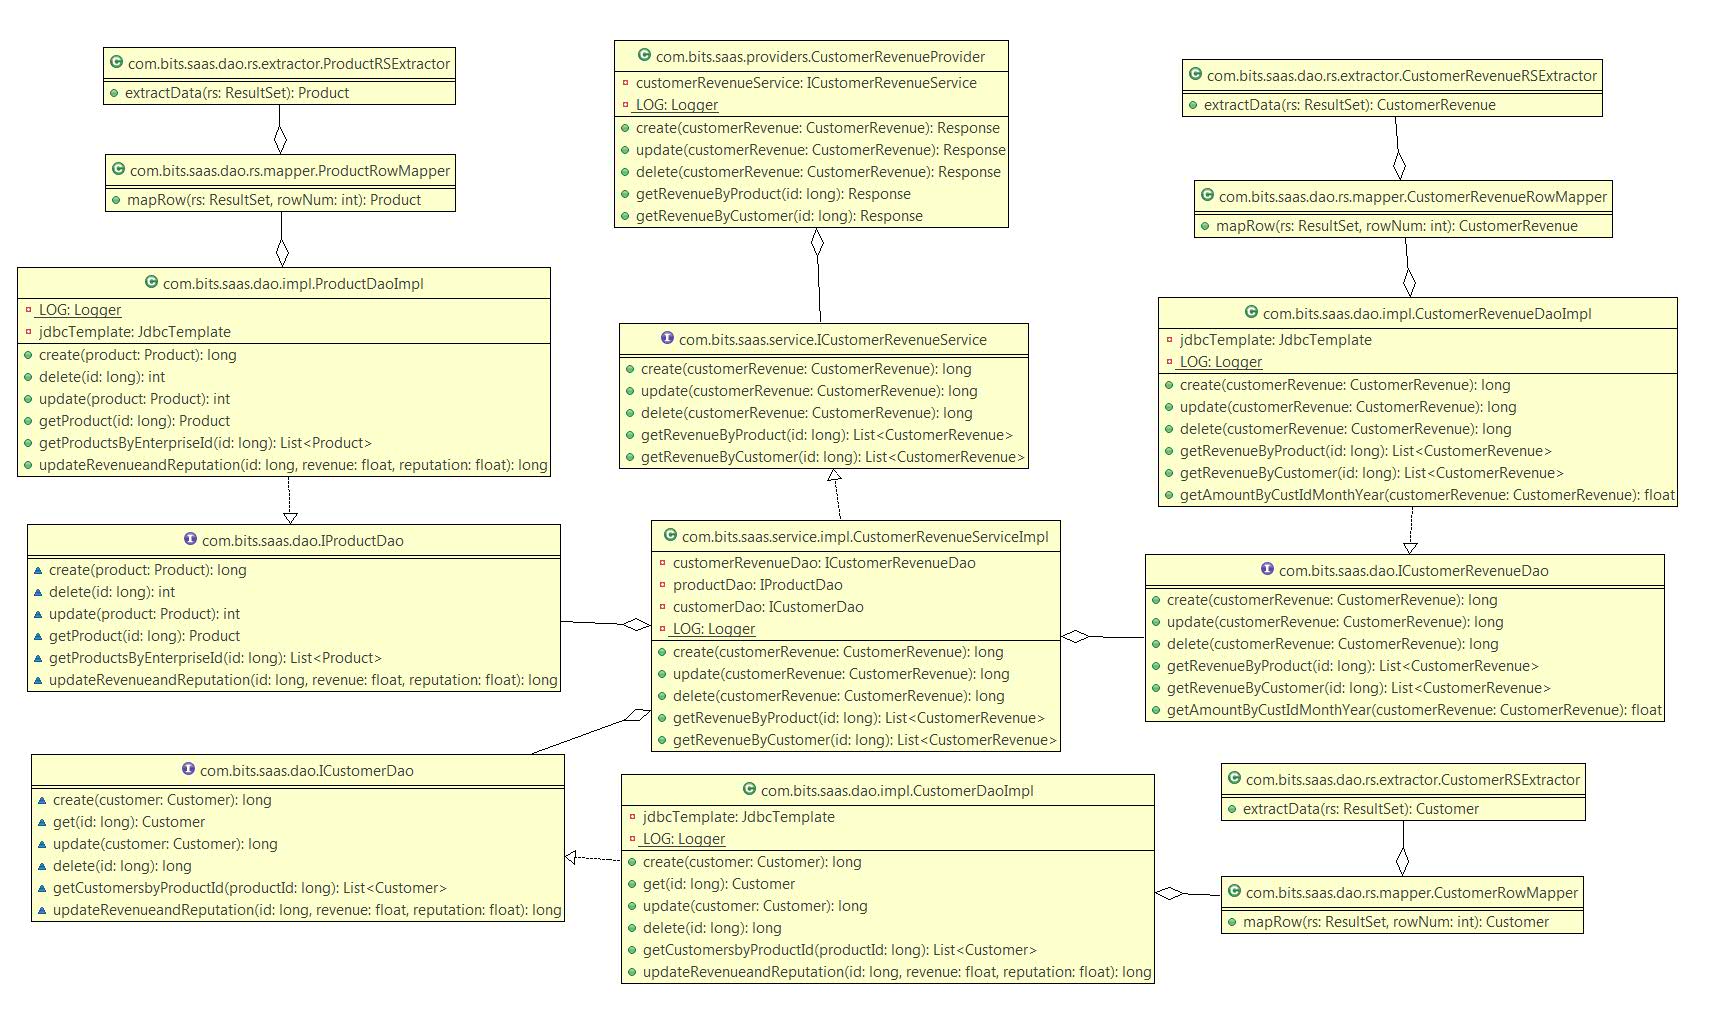 com.bits.saas.dao.rs.extractor.ProductRSExtractor
extractData(rs: ResultSet): Product
com.bits.saas.dao.rs.mapper.ProductRowMapper
mapRow(rs: ResultSet, rowNum: int): Product
com.bits.saas.dao.impl.ProductDaoImpl
LOG: Logger
jdbcTemplate: JdbcTemplate
create(product: Product): long
delete(id: long): int
update(product: Product): int
getProduct(id: long): Product
getProductsByEnterpriseId(id: long): List<Product>
updateRevenueandReputation(id: long, revenue: float, reputation: float): long
com.bits.saas.dao.IProductDao
create(product: Product): long
delete(id: long): int
update(product: Product): int
getProduct(id: long): Product
getProductsByEnterpriseId(id: long): List<Product>
updateRevenueandReputation(id: long, revenue: float, reputation: float): long
com.bits.saas.dao.ICustomerDao
create(customer: Customer): long
get(id: long): Customer
update(customer: Customer): long
delete(id: long): long
getCustomersbyProductId(productId: long): List<Customer>
updateRevenueandReputation(id: long, revenue: float, reputation: float): long
com.bits.saas.providers.CustomerRevenueProvider
customerRevenueService: ICustomerRevenueService
LOG: Logger
create(customerRevenue: CustomerRevenue): Response
update(customerRevenue: CustomerRevenue): Response
delete(customerRevenue: CustomerRevenue): Response
getRevenueByProduct(id: long): Response
getRevenueByCustomer(id: long): Response
com.bits.saas.service.ICustomerRevenueService
create(customerRevenue: CustomerRevenue): long
update(customerRevenue: CustomerRevenue): long
delete(customerRevenue: CustomerRevenue): long
getRevenueByProduct(id: long): List<CustomerRevenue>
getRevenueByCustomer(id: long): List<CustomerRevenue>
com.bits.saas.service.impl.CustomerRevenueServiceImpl
customerRevenueDao: ICustomerRevenueDao
productDao: IProductDao
customerDao: ICustomerDao
LOG: Logger
create(customerRevenue: CustomerRevenue): long
update(customerRevenue: CustomerRevenue): long
delete(customerRevenue: CustomerRevenue): long
getRevenueByProduct(id: long): List<CustomerRevenue>
getRevenueByCustomer(id: long): List<CustomerRevenue>
com.bits.saas.dao.impl.CustomerDaoImpl
jdbcTemplate: JdbcTemplate
LOG: Logger
create(customer: Customer): long
get(id: long): Customer
update(customer: Customer): long
delete(id: long): long
getCustomersbyProductId(productId: long): List<Customer>
updateRevenueandReputation(id: long, revenue: float, reputation: float): long
com.bits.saas.dao.rs.extractor.CustomerRevenueRSExtractor
extractData(rs: ResultSet): CustomerRevenue
com.bits.saas.dao.rs.mapper.CustomerRevenueRowMapper
mapRow(rs: ResultSet, rowNum: int): CustomerRevenue
com.bits.saas.dao.impl.CustomerRevenueDaoImpl
jdbcTemplate: JdbcTemplate
LOG: Logger
create(customerRevenue: CustomerRevenue): long
update(customerRevenue: CustomerRevenue): long
delete(customerRevenue: CustomerRevenue): long
getRevenueByProduct(id: long): List<CustomerRevenue>
getRevenueByCustomer(id: long): List<CustomerRevenue>
getAmountByCustIdMonthYear(customerRevenue: CustomerRevenue): float
com.bits.saas.dao.ICustomerRevenueDao
create(customerRevenue: CustomerRevenue): long
update(customerRevenue: CustomerRevenue): long
delete(customerRevenue: CustomerRevenue): long
getRevenueByProduct(id: long): List<CustomerRevenue>
getRevenueByCustomer(id: long): List<CustomerRevenue>
getAmountByCustIdMonthYear(customerRevenue: CustomerRevenue): float
com.bits.saas.dao.rs.extractor.CustomerRSExtractor
extractData(rs: ResultSet): Customer
com.bits.saas.dao.rs.mapper.CustomerRowMapper
mapRow(rs: ResultSet, rowNum: int): Customer